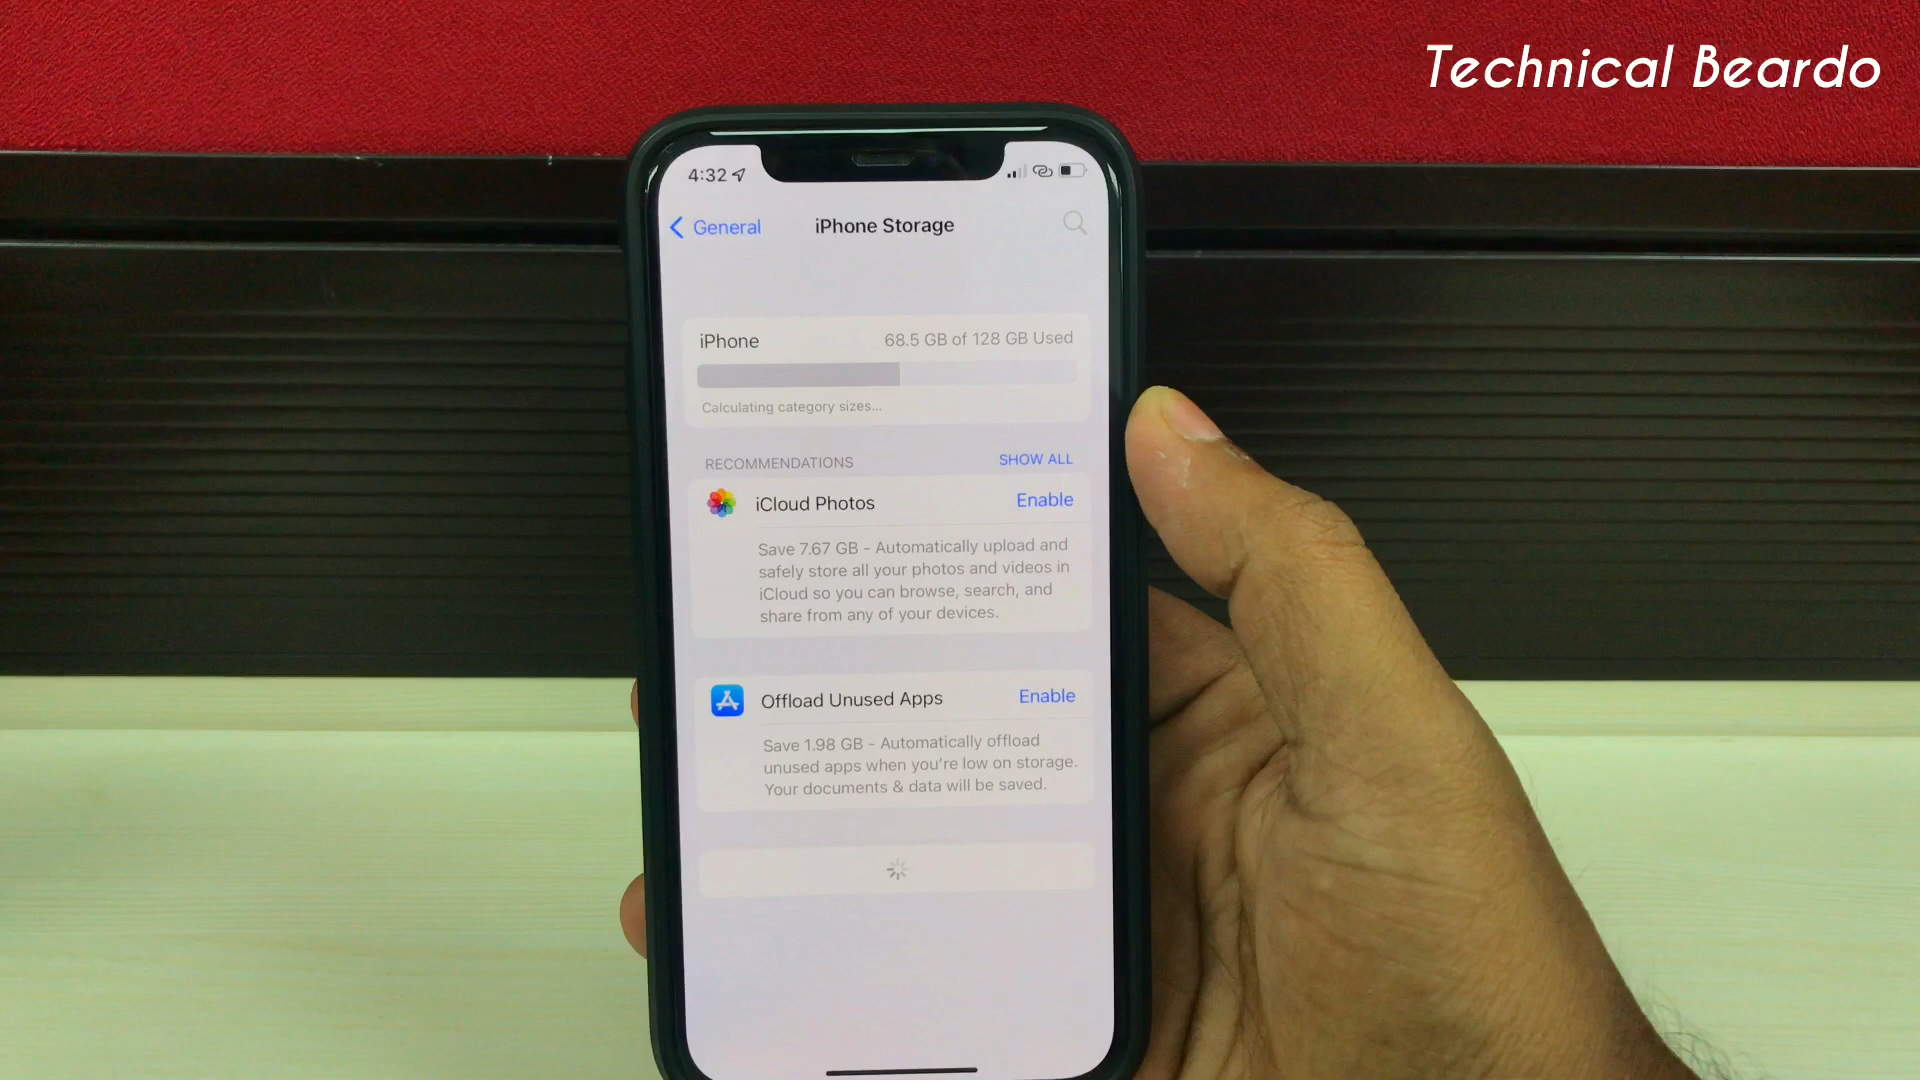 Technical Beardo
4:32
General
iPhone Storage
iPhone
68.5 GB of 128 GB Used
Calculating category sizes...
RECOMMENDATIONS
SHOW ALL
iCloud Photos
Enable
Save 7.67 GB - Automatically upload and
safely store all your photos and videos in
iCloud so you can browse, search, and
share from any of your devices.
Offload Unused Apps
Enable
Save 1.98 GB - Automatically offload
unused apps when you're low on storage.
Your documents & data will be saved.